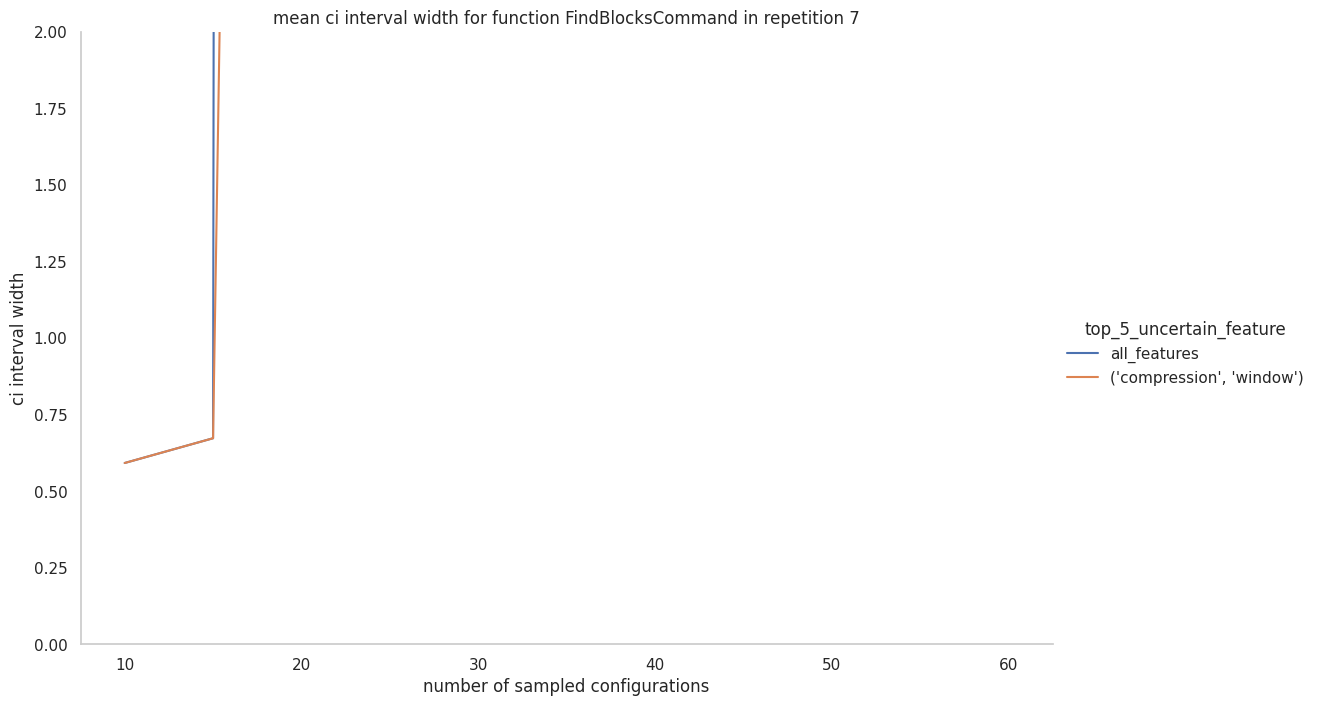 mean ci interval width for function FindBlocksCommand in repetition 7
2.00
1.75
1.50
1.25
1.00
0.75
0.50
0.25
0.00
ci interval width
10 20 30 40 50 60
number of sampled configurations
top_5_uncertain_feature
all_features
('compression', 'window')